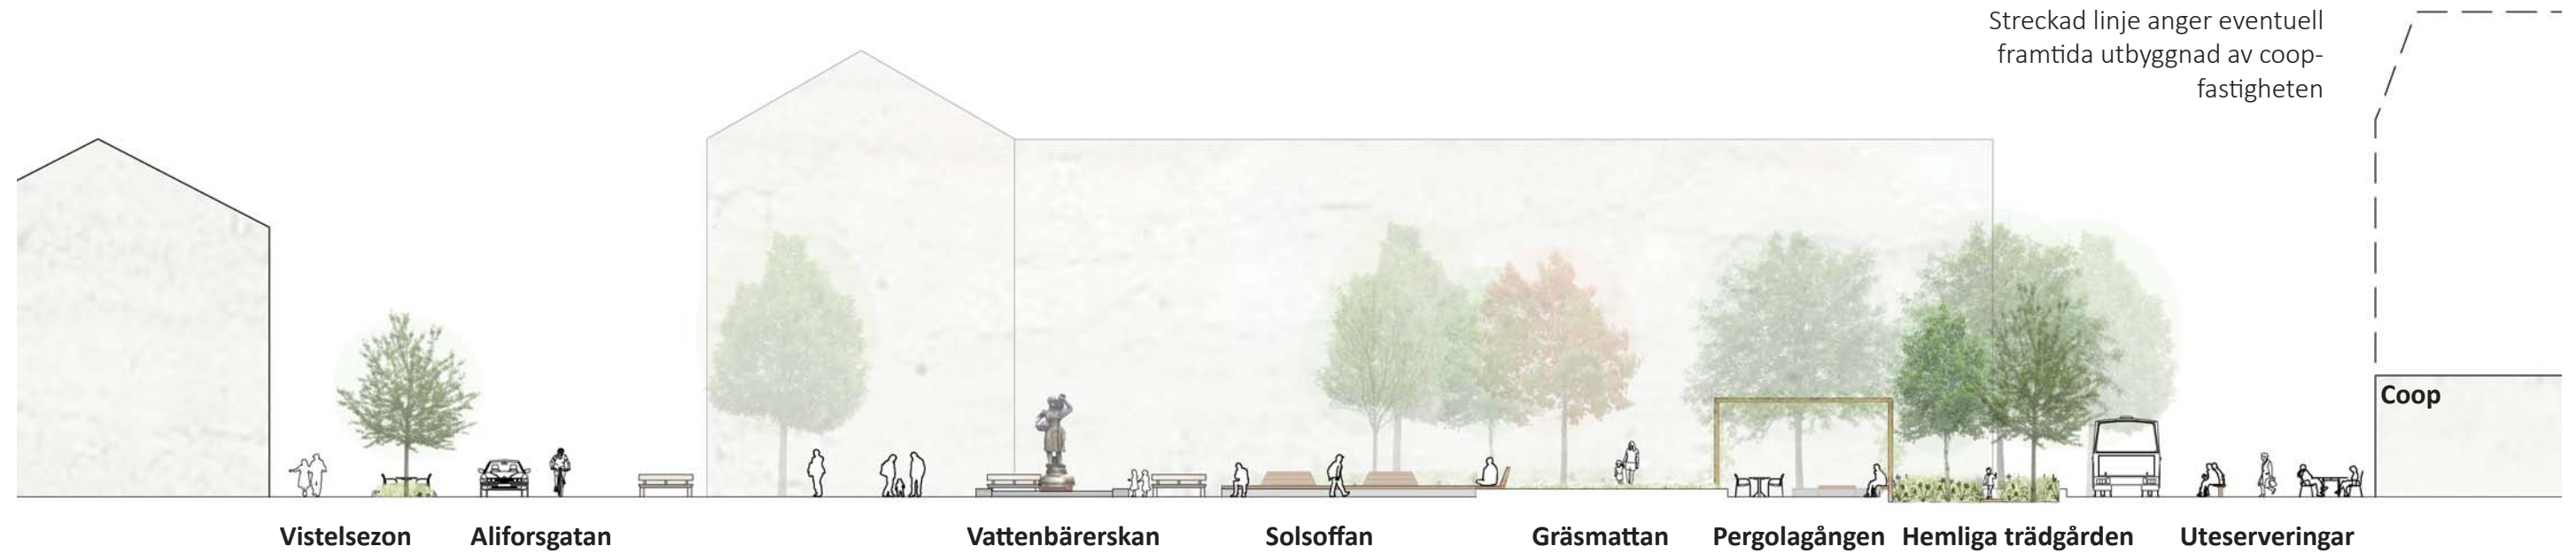 Streckad linje anger eventuell
framtida utbyggnad av coop-
fastigheten
Coop
Vistelsezon Aliforsgatan Vattenbärerskan Solsoffan Gräsmattan Pergolagången Hemliga trädgården Uteserveringar